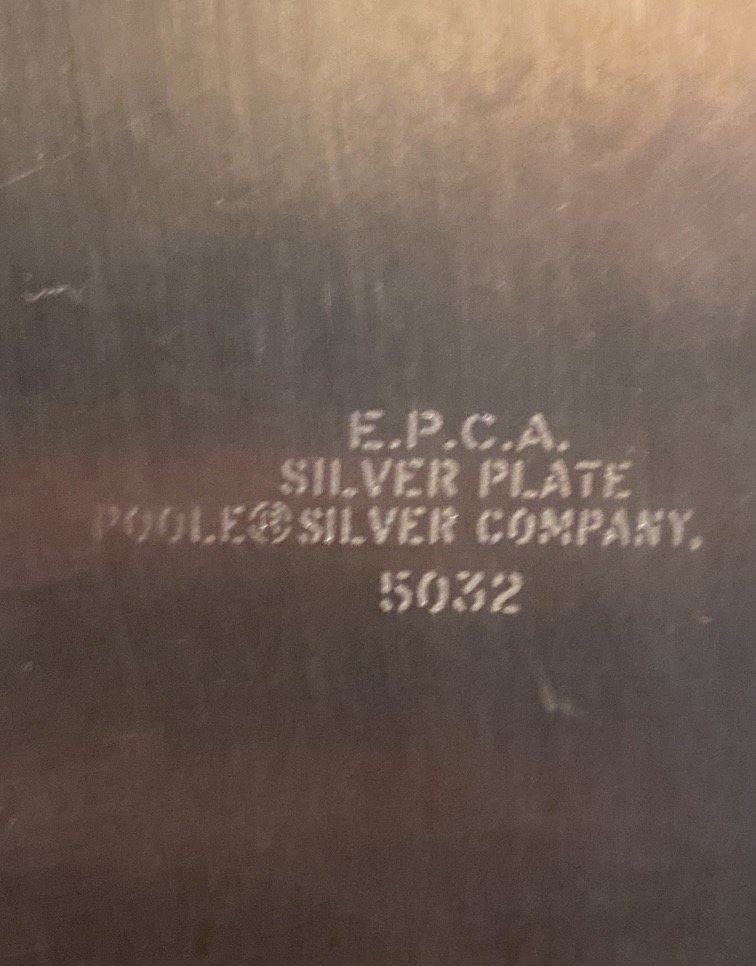 E.P.C.A.
SILVER PLATE
POOLE®SILVER COMPANY.
5032